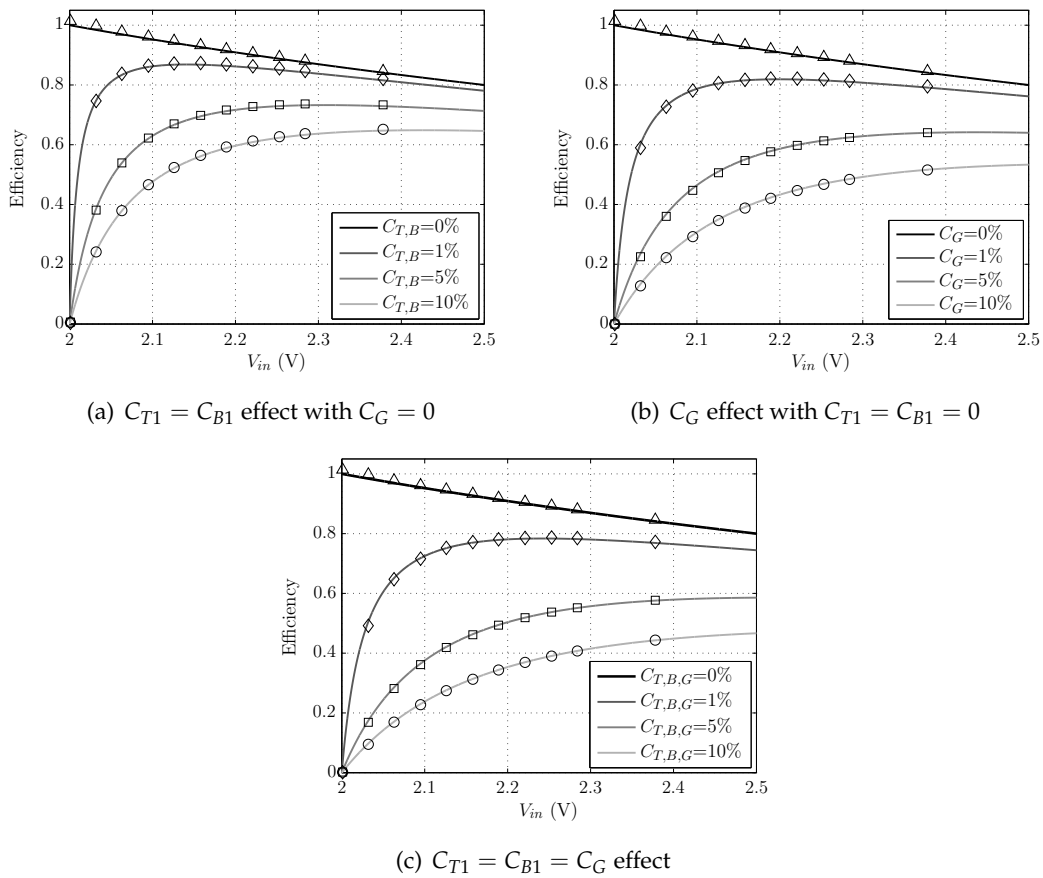 1
0.8
0.6
0.4
0.2
0
Efficiency
2
2.1
2.2
2.3
2.4
2.5
V_in (V)
C_T,B=0%
C_T,B=1%
C_T,B=5%
C_T,B=10%
(a) C_T1 = C_B1 effect with C_G = 0
1
0.8
0.6
0.4
0.2
0
Efficiency
2
2.1
2.2
2.3
2.4
2.5
V_in (V)
C_G=0%
C_G=1%
C_G=5%
C_G=10%
(b) C_G effect with C_T1 = C_B1 = 0
1
0.8
0.6
0.4
0.2
0
Efficiency
2
2.1
2.2
2.3
2.4
2.5
V_in (V)
C_T,B,G=0%
C_T,B,G=1%
C_T,B,G=5%
C_T,B,G=10%
(c) C_T1 = C_B1 = C_G effect